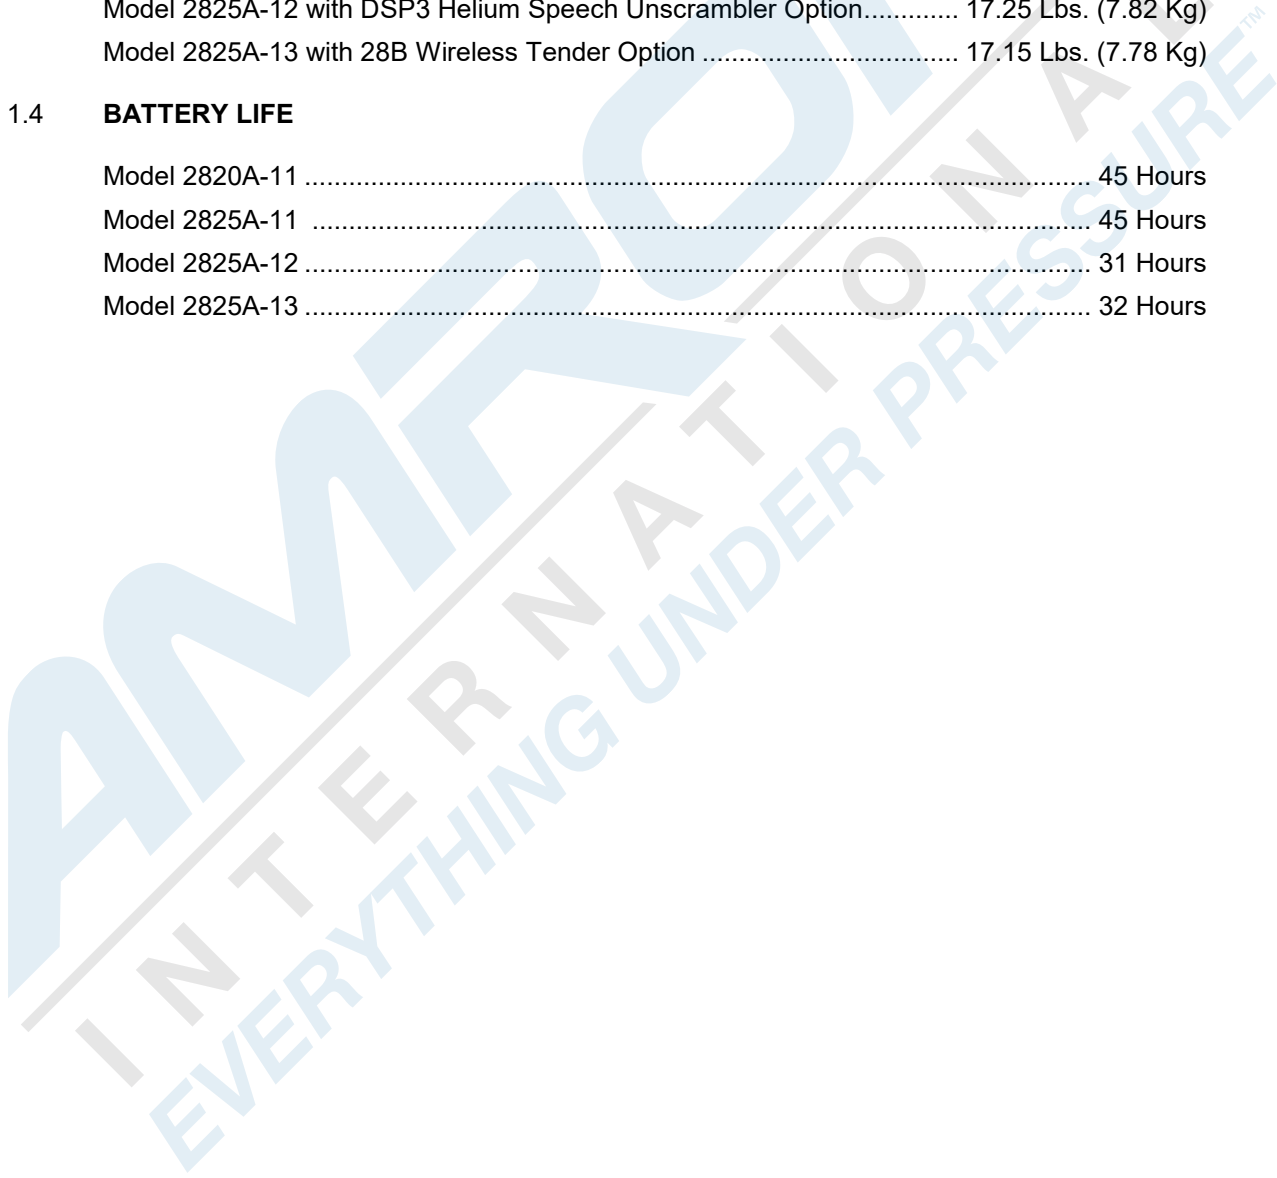 Model 2825A-12 with DSP3 Helium Speech Unscrambler Option............. 17.25 Lbs. (7.82 Kg)
Model 2825A-13 with 28B Wireless Tender Option ................................... 17.15 Lbs. (7.78 Kg)
1.4 BATTERY LIFE
Model 2820A-11 ........................................................................................................... 45 Hours
Model 2825A-11 .......................................................................................................... 45 Hours
Model 2825A-12 ........................................................................................................... 31 Hours
Model 2825A-13 ........................................................................................................... 32 Hours
AMRO
INTERNATIONAL
EVERYTHING UNDER PRESSURE™